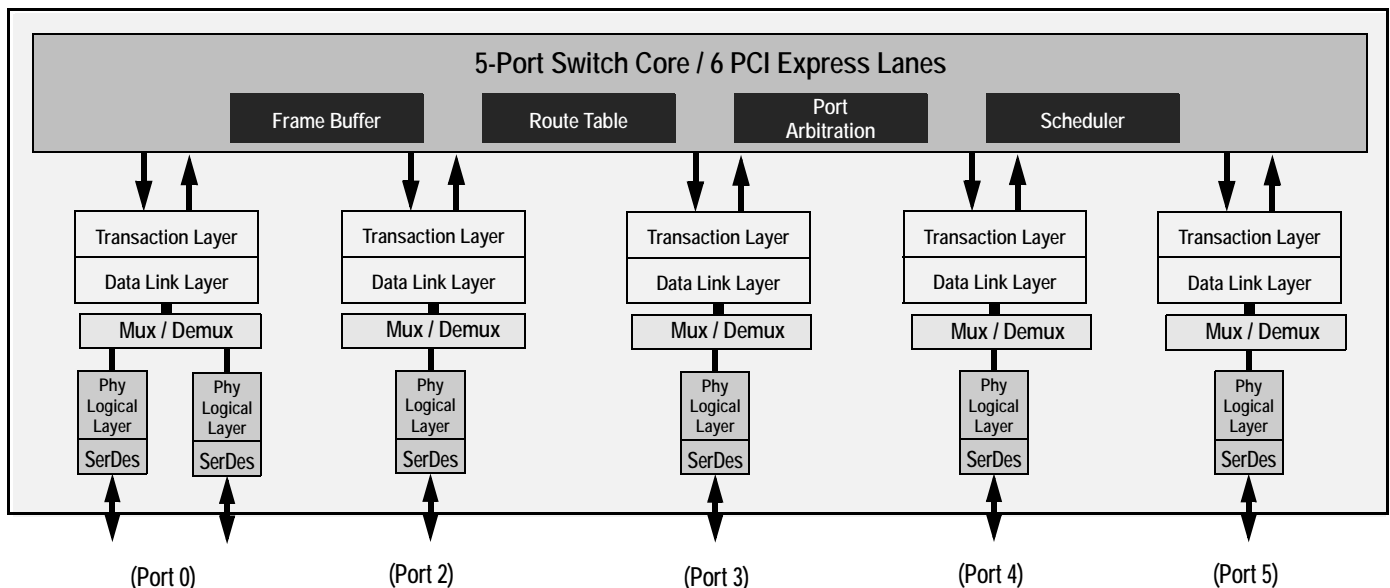 5-Port Switch Core / 6 PCI Express Lanes
Frame Buffer
Route Table
Port
Arbitration
Scheduler
Transaction Layer
Data Link Layer
Mux / Demux
Phy
Logical
Layer
SerDes
Phy
Logical
Layer
SerDes
(Port 0)
Transaction Layer
Data Link Layer
Mux / Demux
Phy
Logical
Layer
SerDes
(Port 2)
Transaction Layer
Data Link Layer
Mux / Demux
Phy
Logical
Layer
SerDes
(Port 3)
Transaction Layer
Data Link Layer
Mux / Demux
Phy
Logical
Layer
SerDes
(Port 4)
Transaction Layer
Data Link Layer
Mux / Demux
Phy
Logical
Layer
SerDes
(Port 5)